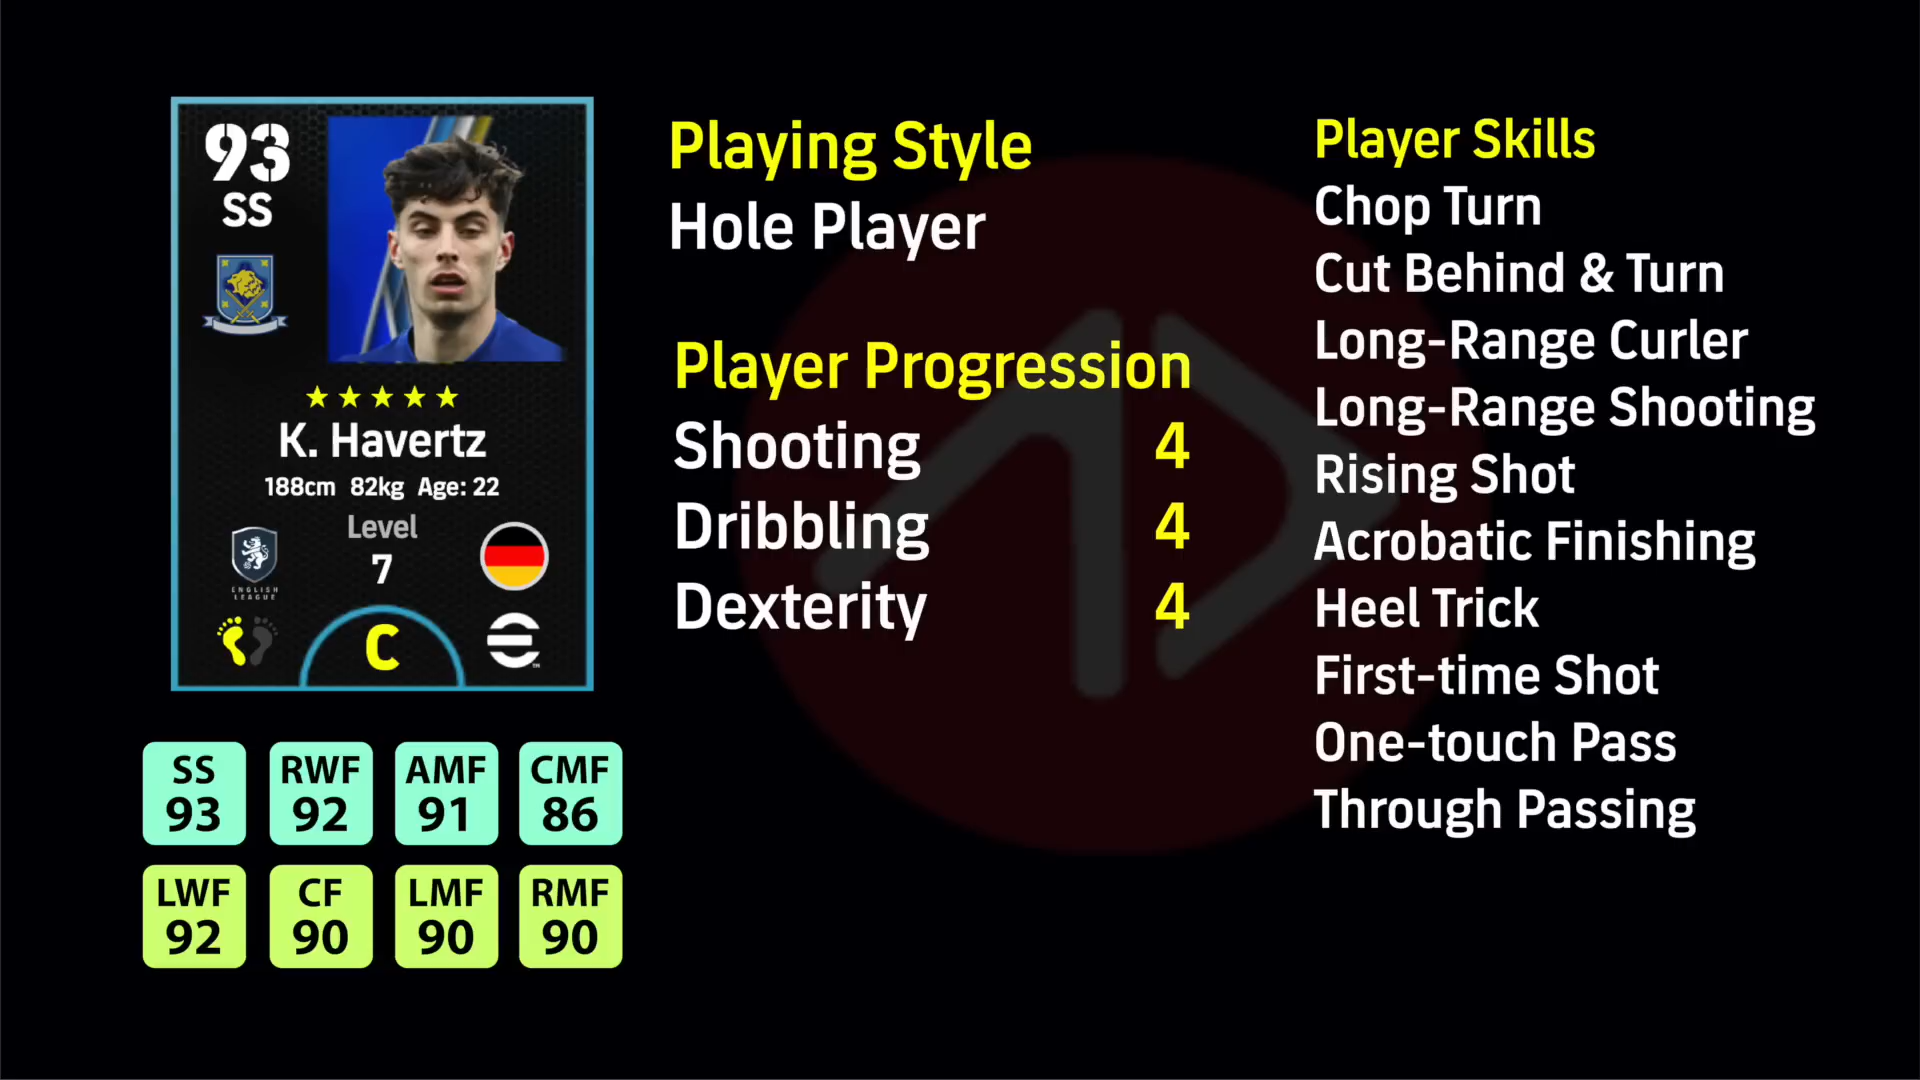 93
SS
K. Havertz
188cm 82kg Age: 22
Level
7
ENGLISH
LEAGUE
C
SS
93
RWF
92
AMF
91
CMF
86
LWF
92
CF
90
LMF
90
RMF
90
Playing Style
Hole Player
Player Progression
Shooting 4
Dribbling 4
Dexterity 4
Player Skills
Chop Turn
Cut Behind & Turn
Long-Range Curler
Long-Range Shooting
Rising Shot
Acrobatic Finishing
Heel Trick
First-time Shot
One-touch Pass
Through Passing